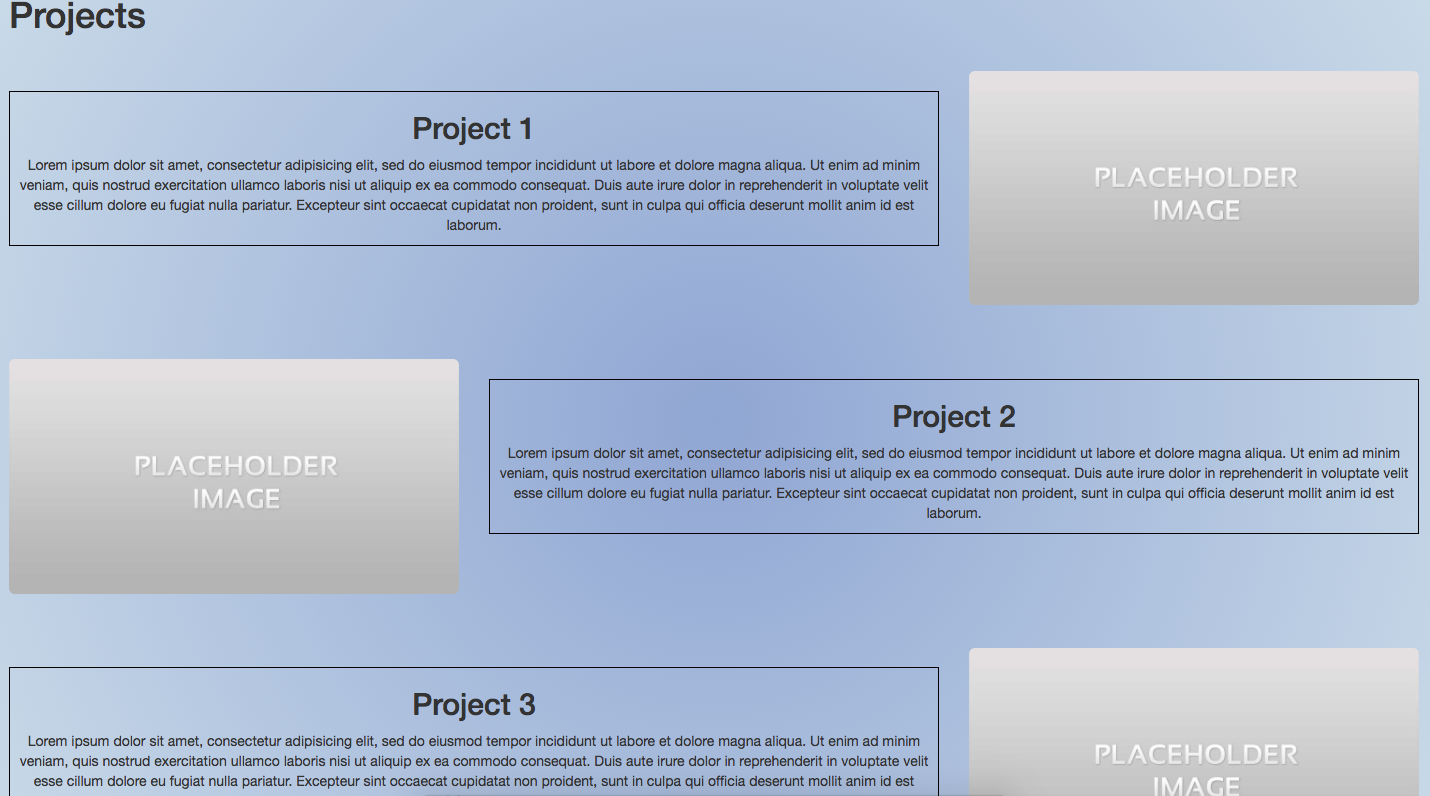 Projects
Project 1
Lorem ipsum dolor sit amet, consectetur adipisicing elit, sed do eiusmod tempor incididunt ut labore et dolore magna aliqua. Ut enim ad minim
veniam, quis nostrud exercitation ullamco laboris nisi ut aliquip ex ea commodo consequat. Duis aute irure dolor in reprehenderit in voluptate velit
esse cillum dolore eu fugiat nulla pariatur. Excepteur sint occaecat cupidatat non proident, sunt in culpa qui officia deserunt mollit anim id est
laborum.
PLACEHOLDER
IMAGE
PLACEHOLDER
IMAGE
Project 2
Lorem ipsum dolor sit amet, consectetur adipisicing elit, sed do eiusmod tempor incididunt ut labore et dolore magna aliqua. Ut enim ad minim
veniam, quis nostrud exercitation ullamco laboris nisi ut aliquip ex ea commodo consequat. Duis aute irure dolor in reprehenderit in voluptate velit
esse cillum dolore eu fugiat nulla pariatur. Excepteur sint occaecat cupidatat non proident, sunt in culpa qui officia deserunt mollit anim id est
laborum.
Project 3
Lorem ipsum dolor sit amet, consectetur adipisicing elit, sed do eiusmod tempor incididunt ut labore et dolore magna aliqua. Ut enim ad minim
veniam, quis nostrud exercitation ullamco laboris nisi ut aliquip ex ea commodo consequat. Duis aute irure dolor in reprehenderit in voluptate velit
esse cillum dolore eu fugiat nulla pariatur. Excepteur sint occaecat cupidatat non proident, sunt in culpa qui officia deserunt mollit anim id est
PLACEHOLDER
IMAGE